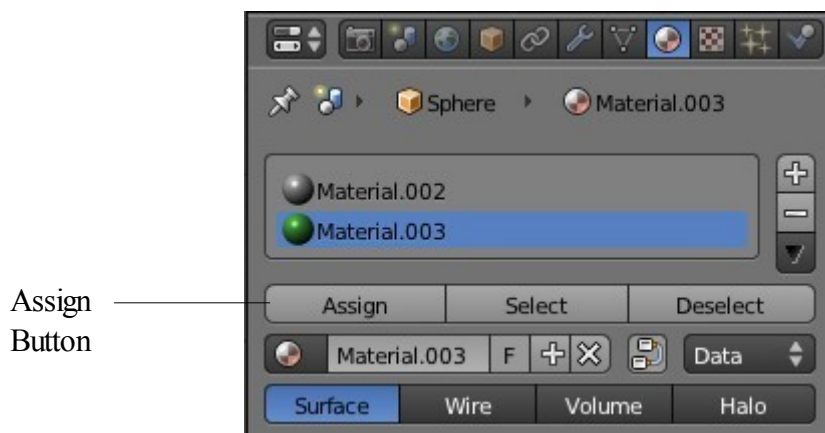 Sphere Material.003
Material.002
Material.003
Assign Button
Assign Select Deselect
Material.003 F Data
Surface Wire Volume Halo